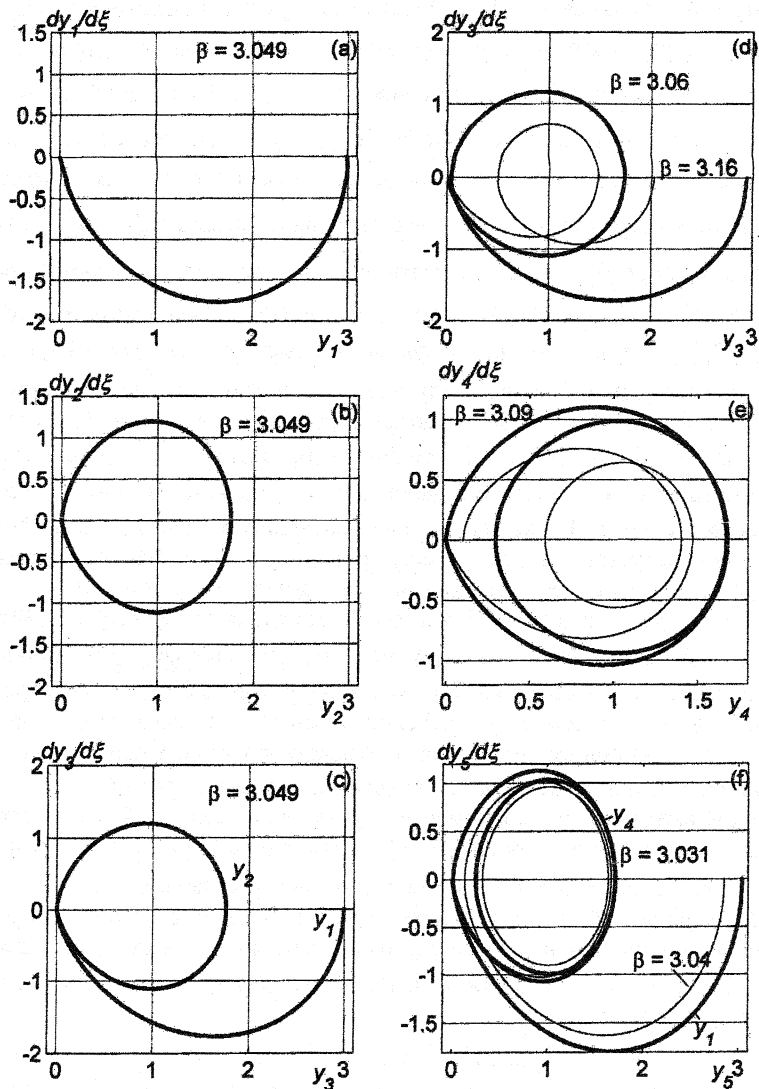 dy₁/dξ
1.5
1
0.5
0
-0.5
-1
-1.5
-2
β = 3.049
(a)
0 1 2 y₁ 3
dy₂/dξ
1.5
1
0.5
0
-0.5
-1
-1.5
-2
β = 3.049
(b)
0 1 2 y₂ 3
dy₃/dξ
2
1
0
-1
-2
β = 3.049
(c)
y₂
y₁
0 1 2 y₃ 3
dy₃/dξ
2
1
0
-1
-2
(d)
β = 3.06
β = 3.16
0 1 2 y₃ 3
dy₄/dξ
1
0.5
0
-0.5
-1
β = 3.09
(e)
0 0.5 1 1.5 y₄
dy₅/dξ
1
0.5
0
-0.5
-1
-1.5
(f)
y₄
β = 3.031
β = 3.04
y₁
0 1 2 y₅ 3